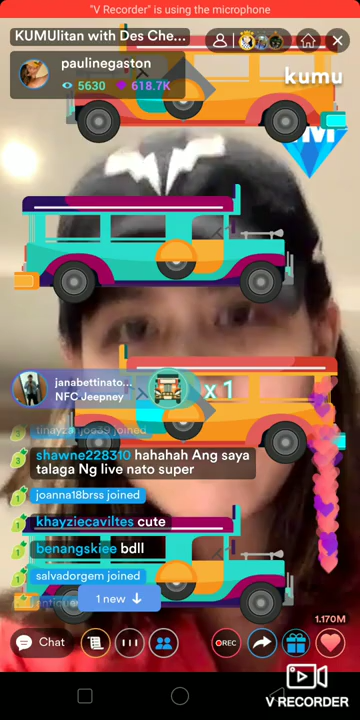 "V Recorder" is using the microphone
KUMUlitan with Des Che...
paulinegaston
5630 618.7K
kumu
janabettinato...
NFC Jeepney
x 1
tinayzanjoe39 joined
shawne228310 hahahah Ang saya
talaga Ng live nato super
joanna18brss joined
khayziecaviltes cute
benangskiee bdll
salvadorgem joined
1 new
1.170M
Chat
REC
V RECORDER